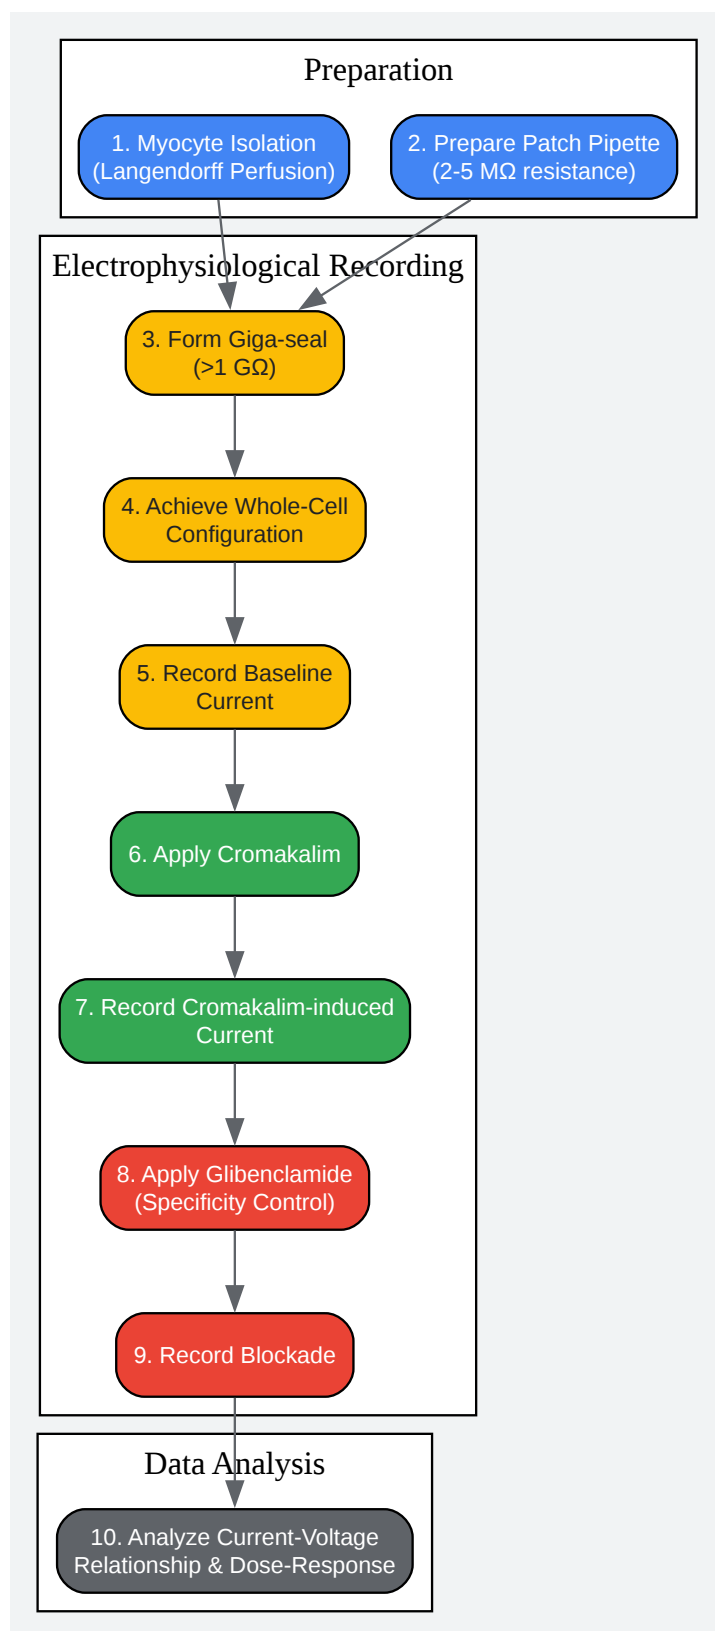 Preparation
1. Myocyte Isolation
(Langendorff Perfusion)
2. Prepare Patch Pipette
(2-5 MΩ resistance)
Electrophysiological Recording
3. Form Giga-seal
(>1 GΩ)
4. Achieve Whole-Cell
Configuration
5. Record Baseline
Current
6. Apply Cromakalim
7. Record Cromakalim-induced
Current
8. Apply Glibenclamide
(Specificity Control)
9. Record Blockade
Data Analysis
10. Analyze Current-Voltage
Relationship & Dose-Response